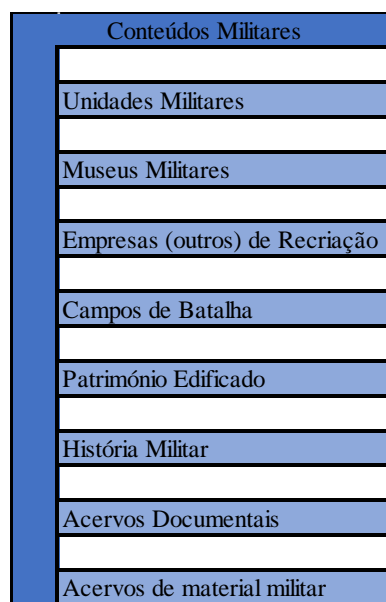 Conteúdos Militares
Unidades Militares
Museus Militares
Empresas (outros) de Recriação
Campos de Batalha
Património Edificado
História Militar
Acervos Documentais
Acervos de material militar